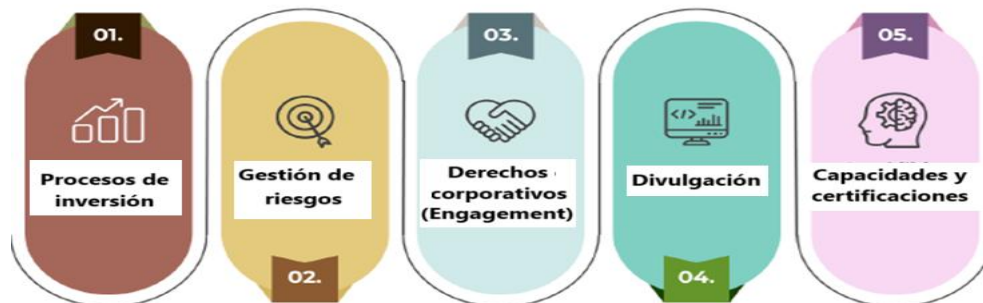 01.
Procesos de
inversión
Gestión de
riesgos
02.
03.
Derechos
corporativos
(Engagement)
Divulgación
04.
05.
Capacidades y
certificaciones